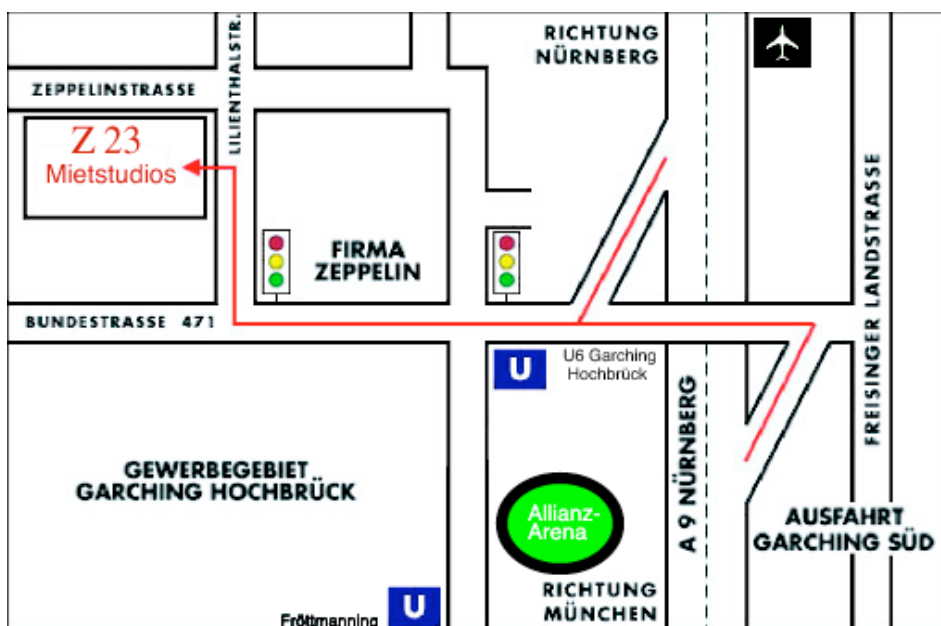 RICHTUNG
NÜRNBERG
LILIENTHALSTR.
ZEPPELINSTRASSE
Z 23
Mietstudios
FIRMA
ZEPPELIN
FREISINGER LANDSTRASSE
BUNDESTRASSE 471
U
U6 Garching
Hochbrück
A 9 NÜRNBERG
GEWERBEGEBIET
GARCHING HOCHBRÜCK
Allianz-
Arena
AUSFAHRT
GARCHING SÜD
RICHTUNG
MÜNCHEN
U
Fröttmanning